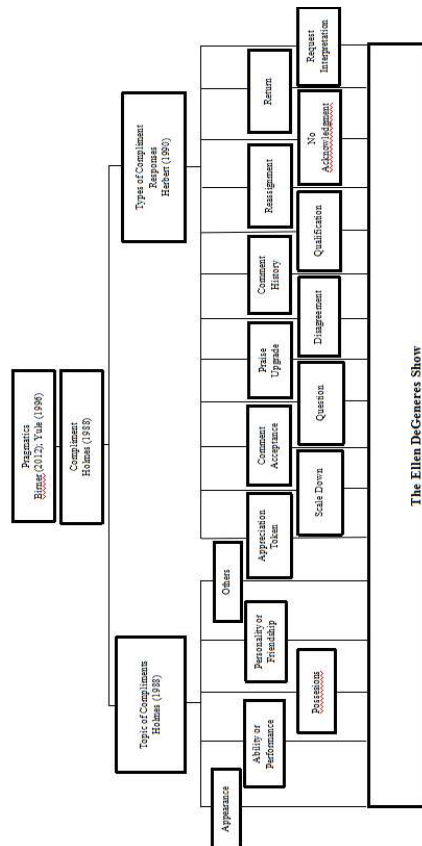 Pragmatics
Birner (2012); Yule (1996)
Compliment
Holmes (1988)
Topic of Compliments
Holmes (1988)
Types of Compliment
Responses
Herbert (1990)
Appearance
Ability or
Performance
Possesions
Personality or
Friendship
Others
Appreciation
Token
Scale Down
Comment
Acceptance
Question
Praise
Upgrade
Disagreement
Comment
History
Qualification
Reassignment
No
Acknowledgment
Return
Request
Interpretation
The Ellen DeGeneres Show